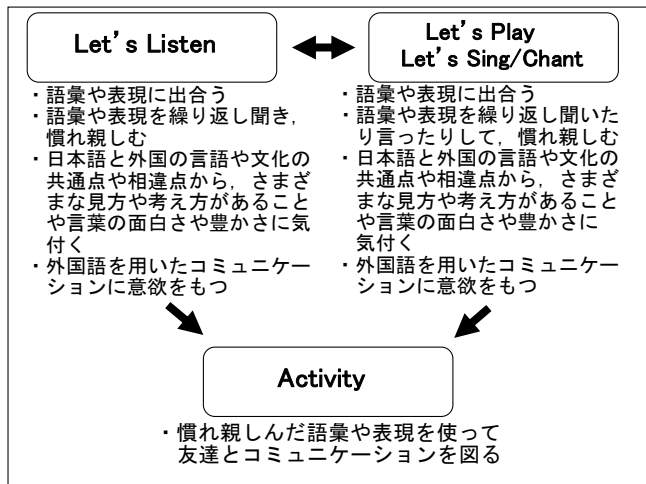 Let's Listen
Let's Play
Let's Sing/Chant
・語彙や表現に出合う
・語彙や表現を繰り返し聞き，
慣れ親しむ
・日本語と外国の言語や文化の
共通点や相違点から，さまざ
まな見方や考え方があること
や言葉の面白さや豊かさに気
付く
・外国語を用いたコミュニケー
ションに意欲をもつ
・語彙や表現に出合う
・語彙や表現を繰り返し聞いた
り言ったりして，慣れ親しむ
・日本語と外国の言語や文化の
共通点や相違点から，さまざ
まな見方や考え方があること
や言葉の面白さや豊かさに
気付く
・外国語を用いたコミュニケー
ションに意欲をもつ
Activity
・慣れ親しんだ語彙や表現を使って
友達とコミュニケーションを図る